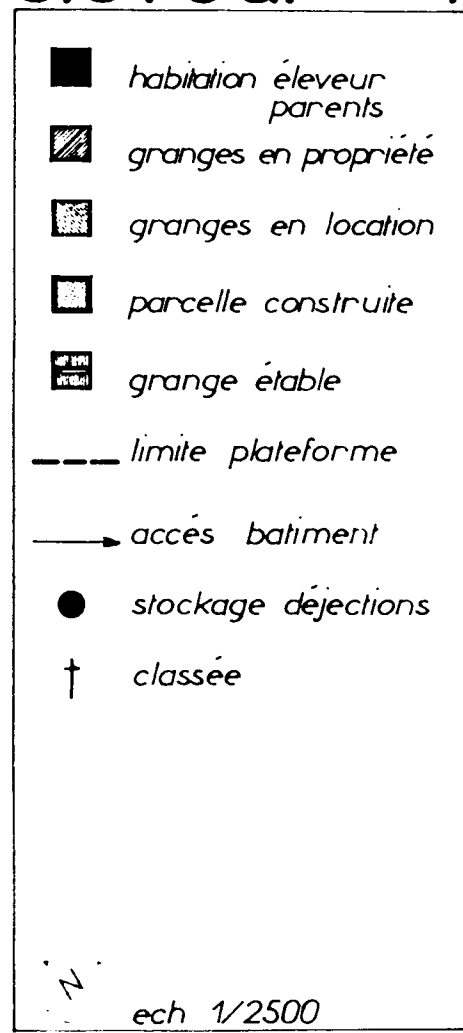 habitation éleveur
parents
granges en propriété
granges en location
parcelle construite
grange étable
limite plateforme
accés batiment
stockage déjections
classée
N
ech 1/2500